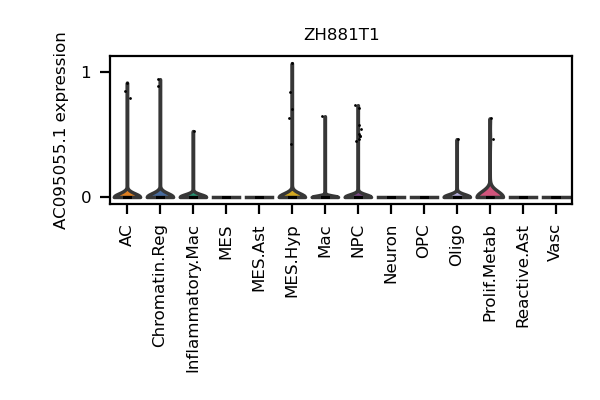 ZH881T1
AC095055.1 expression
1
0
AC
Chromatin.Reg
Inflammatory.Mac
MES
MES.Ast
MES.Hyp
Mac
NPC
Neuron
OPC
Oligo
Prolif.Metab
Reactive.Ast
Vasc